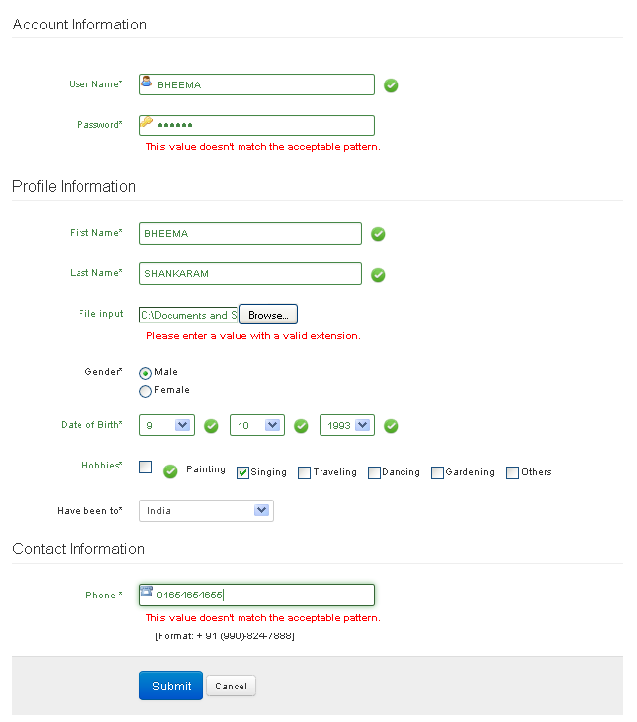 Account Information
User Name* BHEEMA
Password* ••••••
This value doesn't match the acceptable pattern.
Profile Information
First Name* BHEEMA
Last Name* SHANKARAM
File input C:\Documents and S Browse...
Please enter a value with a valid extension.
Gender* Male
Female
Date of Birth* 9 10 1993
Hobbies* Painting Singing Traveling Dancing Gardening Others
Have been to* India
Contact Information
Phone * 01654654655
This value doesn't match the acceptable pattern.
[Format: + 91 (990)-824-7888]
Submit Cancel